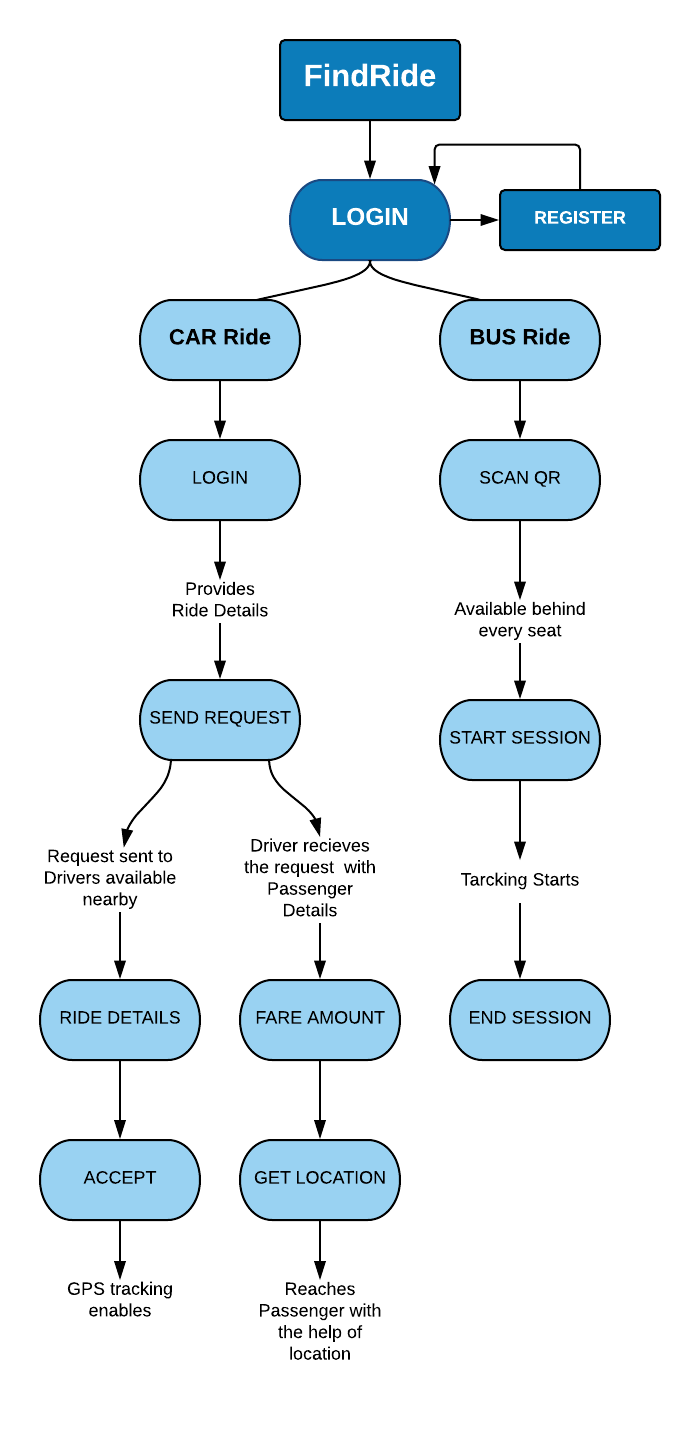 FindRide
LOGIN
REGISTER
CAR Ride
BUS Ride
LOGIN
SCAN QR
Provides
Ride Details
Available behind
every seat
SEND REQUEST
START SESSION
Request sent to
Drivers available
nearby
Driver recieves
the request  with
Passenger
Details
Tarcking Starts
RIDE DETAILS
FARE AMOUNT
END SESSION
ACCEPT
GET LOCATION
GPS tracking
enables
Reaches
Passenger with
the help of
location